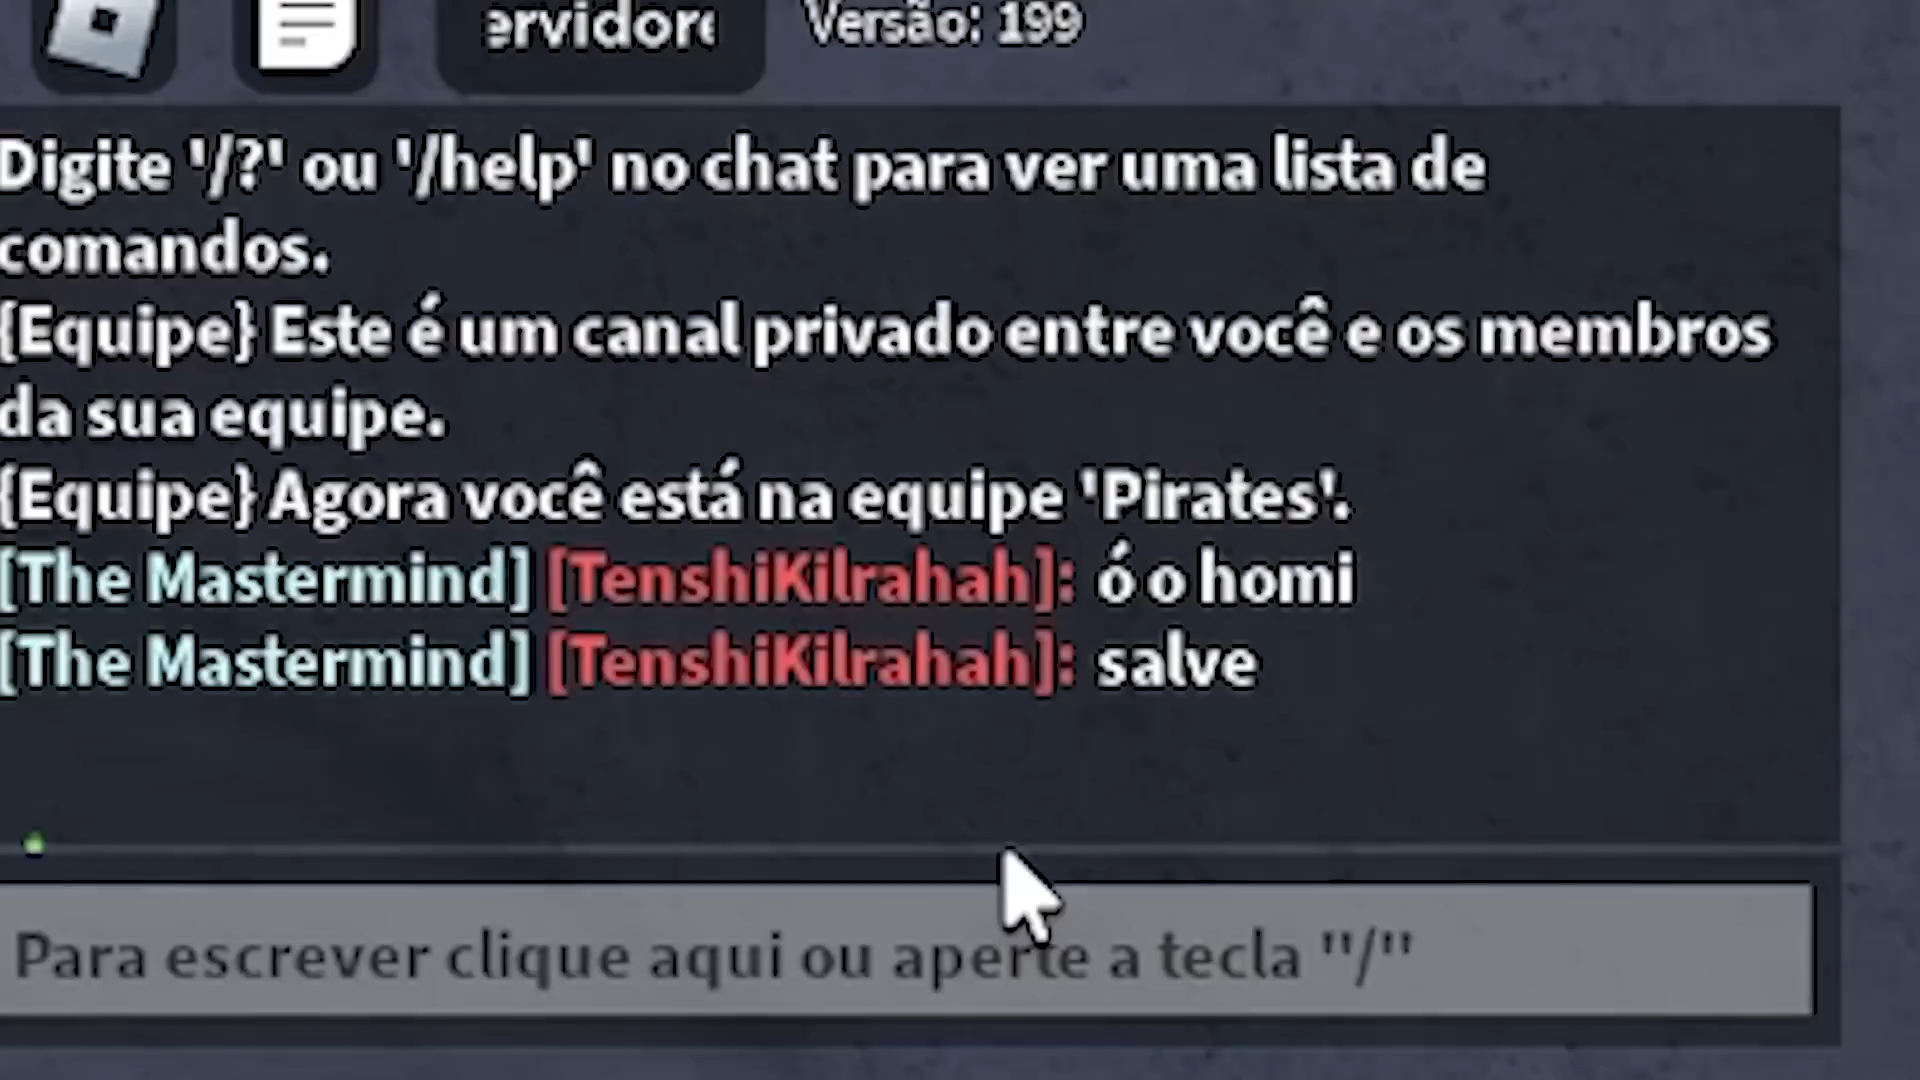 ervidore
Versão: 199
Digite '/?' ou '/help' no chat para ver uma lista de
comandos.
{Equipe} Este é um canal privado entre você e os membros
da sua equipe.
{Equipe} Agora você está na equipe 'Pirates'.
[The Mastermind] [TenshiKilrahah]: ó o homi
[The Mastermind] [TenshiKilrahah]: salve
Para escrever clique aqui ou aperte a tecla "/"